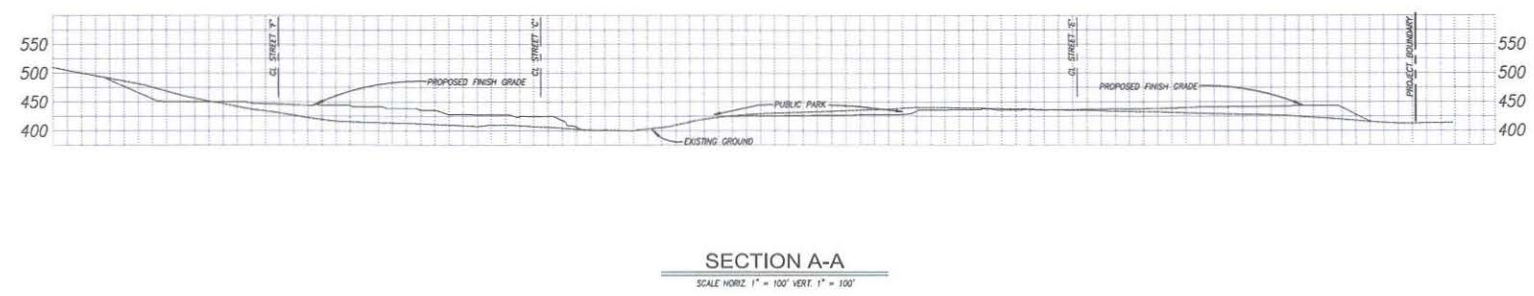 CL STREET "F"
CL STREET "C"
CL STREET "E"
PROJECT BOUNDARY
550
500
450
400
550
500
450
400
PROPOSED FINISH GRADE
PROPOSED FINISH GRADE
PUBLIC PARK
EXISTING GROUND
SECTION A-A
SCALE HORIZ. 1" = 100' VERT. 1" = 100'